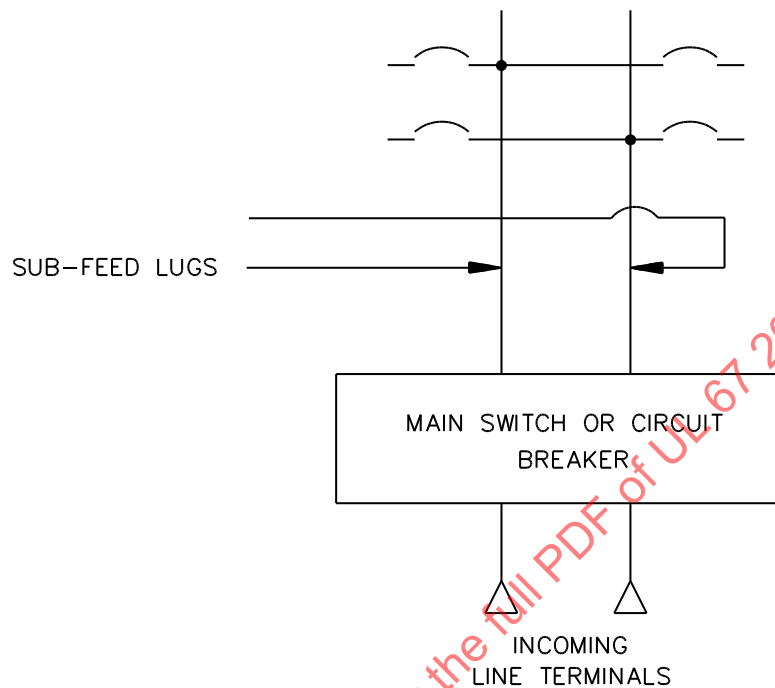 SUB-FEED LUGS
MAIN SWITCH OR CIRCUIT
BREAKER
INCOMING
LINE TERMINALS
the full PDF of UL 67